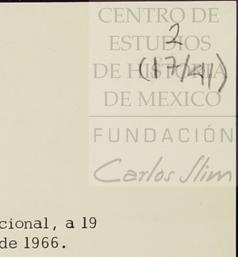 CENTRO DE
ESTUDIOS
2
DE HISTORIA
(17/41)
DE MEXICO
FUNDACIÓN
Carlos Slim
cional, a 19
de 1966.